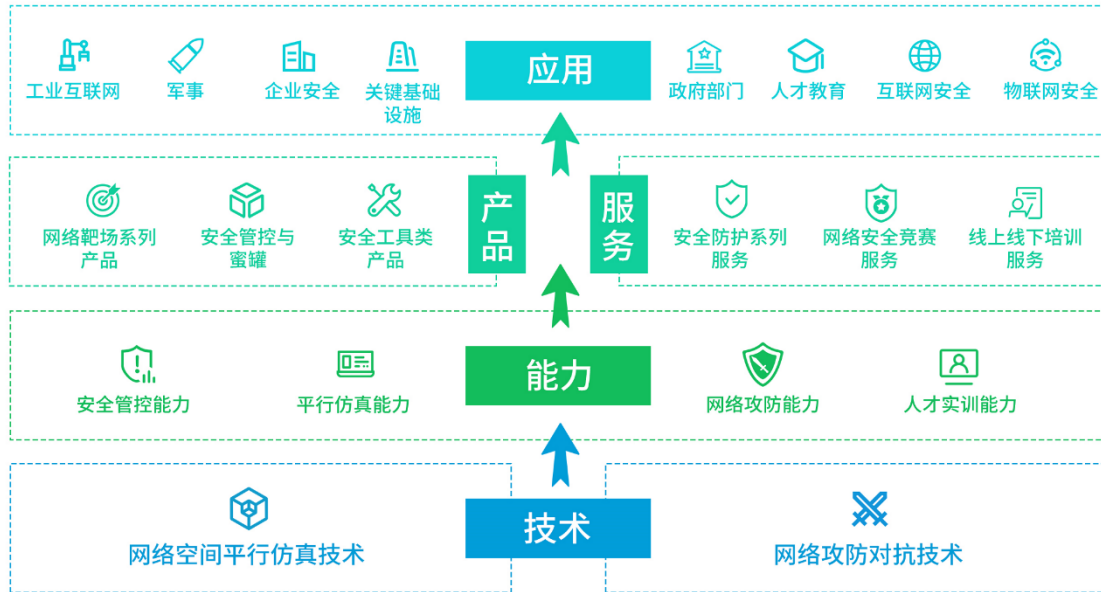 工业互联网
军事
企业安全
关键基础
设施
应用
政府部门
人才教育
互联网安全
物联网安全
网络靶场系列
产品
安全管控与
蜜罐
安全工具类
产品
产
品
服
务
安全防护系列
服务
网络安全竞赛
服务
线上线下培训
服务
安全管控能力
平行仿真能力
能力
网络攻防能力
人才实训能力
网络空间平行仿真技术
技术
网络攻防对抗技术